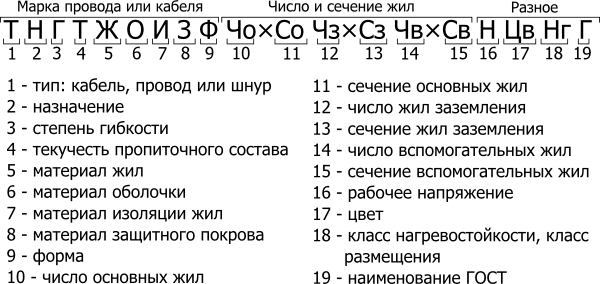 Марка провода или кабеля Число и сечение жил Разное
Т Н Г Т Ж О И З Ф Чо×Со Чз×Сз Чв×Св Н Цв Нг Г
1 2 3 4 5 6 7 8 9 10 11 12 13 14 15 16 17 18 19
1 - тип: кабель, провод или шнур
2 - назначение
3 - степень гибкости
4 - текучесть пропиточного состава
5 - материал жил
6 - материал оболочки
7 - материал изоляции жил
8 - материал защитного покрова
9 - форма
10 - число основных жил
11 - сечение основных жил
12 - число жил заземления
13 - сечение жил заземления
14 - число вспомогательных жил
15 - сечение вспомогательных жил
16 - рабочее напряжение
17 - цвет
18 - класс нагревостойкости, класс
размещения
19 - наименование ГОСТ